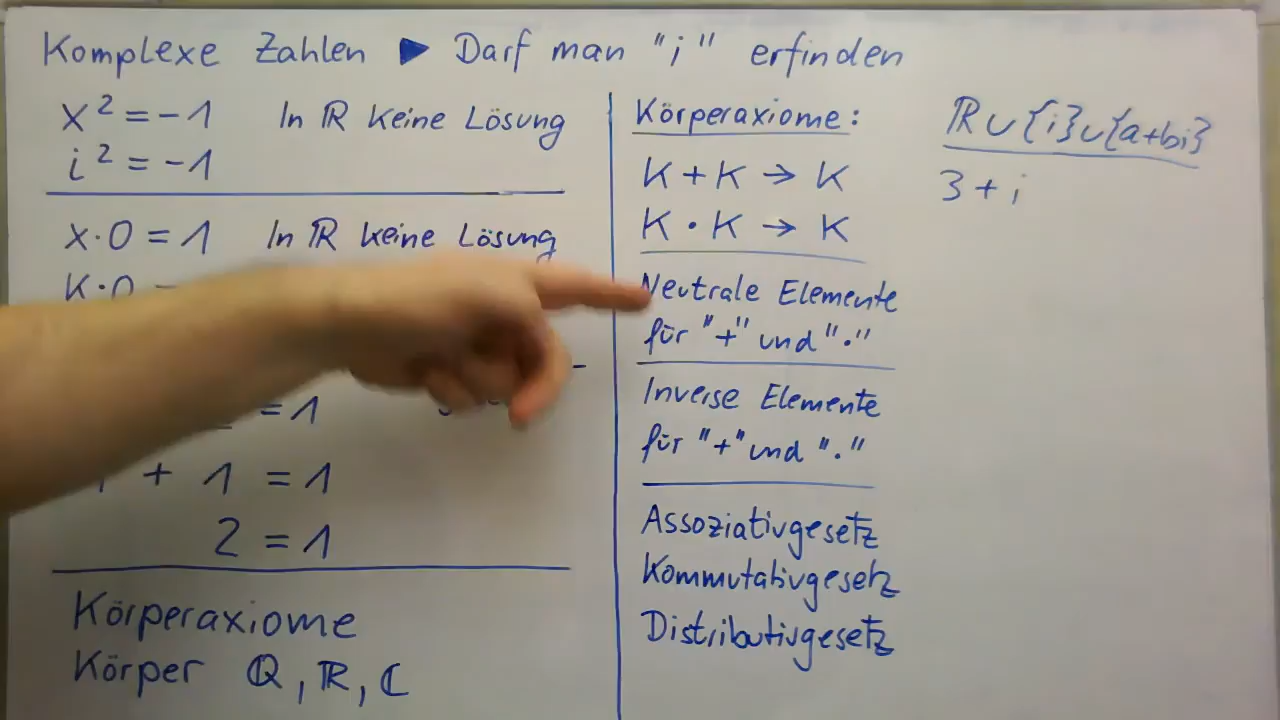 Komplexe Zahlen ▶ Darf man "i" erfinden
x² = -1 In ℝ keine Lösung
i² = -1
x·0 = 1 In ℝ keine Lösung
k·0 =
= 1
+ 1 = 1
2 = 1
Körperaxiome
Körper ℚ, ℝ, ℂ
Körperaxiome:
K + K → K
K · K → K
Neutrale Elemente
für "+" und "·"
Inverse Elemente
für "+" und "·"
Assoziativgesetz
Kommutativgesetz
Distributivgesetz
ℝ∪{i}∪{a+bi}
3 + i